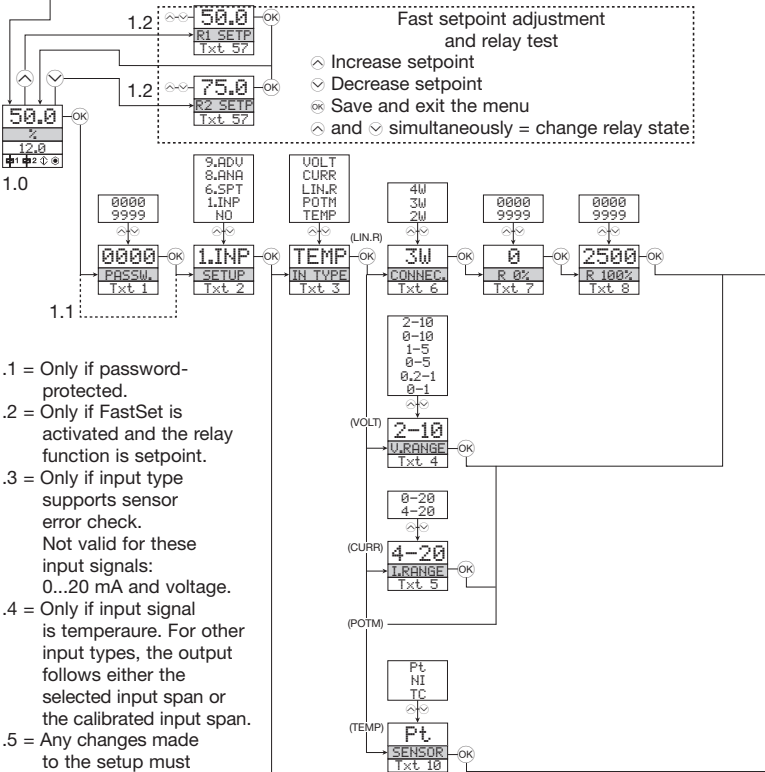 1.2
50.0
OK
R1 SETP
Txt 57
Fast setpoint adjustment
and relay test
Increase setpoint
Decrease setpoint
OK Save and exit the menu
and simultaneously = change relay state
1.2
75.0
OK
R2 SETP
Txt 57
50.0
OK
%
12.0
1 2
1.0
0000
9999
0000
OK
PASSW.
Txt 1
1.1
9.ADV
8.ANA
6.SPT
1.INP
NO
1.INP
OK
SETUP
Txt 2
VOLT
CURR
LIN.R
POTM
TEMP
TEMP
OK
IN TYPE
Txt 3
(LIN.R)
4W
3W
2W
3W
OK
CONNEC.
Txt 6
0000
9999
0
OK
R 0%
Txt 7
0000
9999
2500
OK
R 100%
Txt 8
2-10
0-10
1-5
0-5
0.2-1
0-1
(VOLT)
2-10
OK
V.RANGE
Txt 4
0-20
4-20
(CURR)
4-20
OK
I.RANGE
Txt 5
(POTM)
Pt
NI
TC
(TEMP)
Pt
OK
SENSOR
Txt 10
.1 = Only if password-
protected.
.2 = Only if FastSet is
activated and the relay
function is setpoint.
.3 = Only if input type
supports sensor
error check.
Not valid for these
input signals:
0...20 mA and voltage.
.4 = Only if input signal
is temperaure. For other
input types, the output
follows either the
selected input span or
the calibrated input span.
.5 = Any changes made
to the setup must